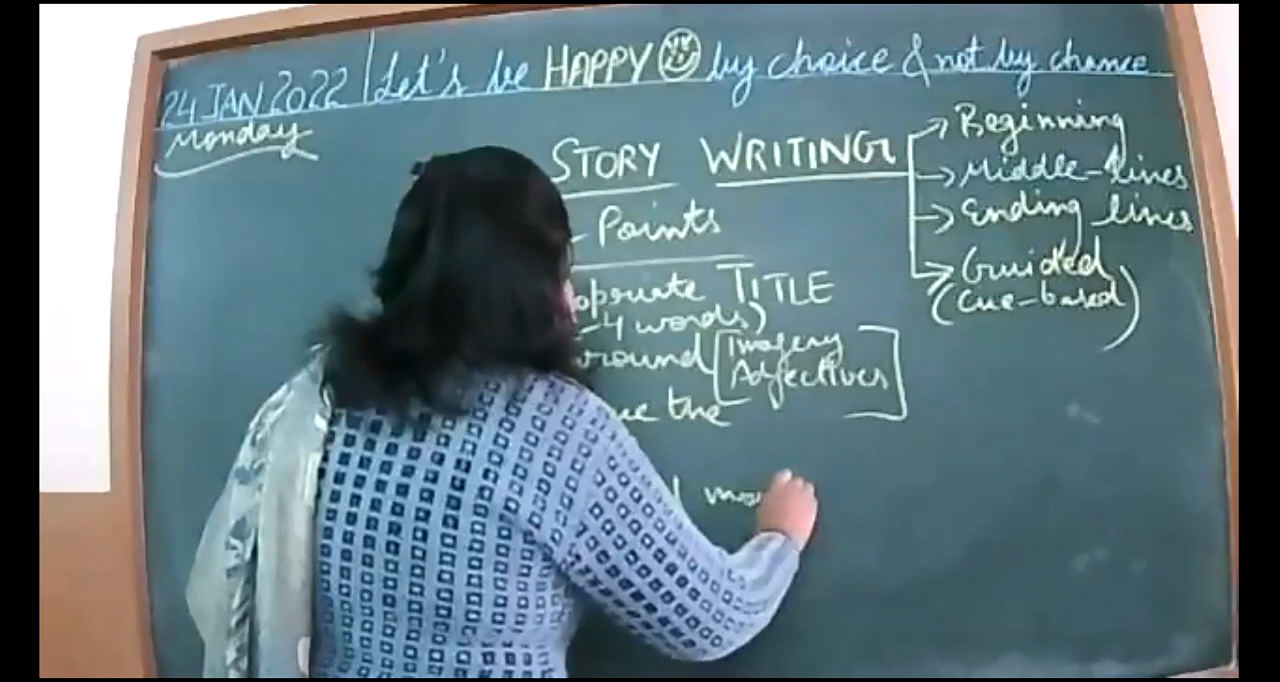 24 JAN 2022 | Let's be HAPPY by choice & not by chance
Monday
STORY WRITING
→ Beginning
→ Middle-lines
→ Ending lines
→ Guided
(Cue-based)
- Points
opriate TITLE
-4 words)
round [Imagery
Adjectives]
ue the